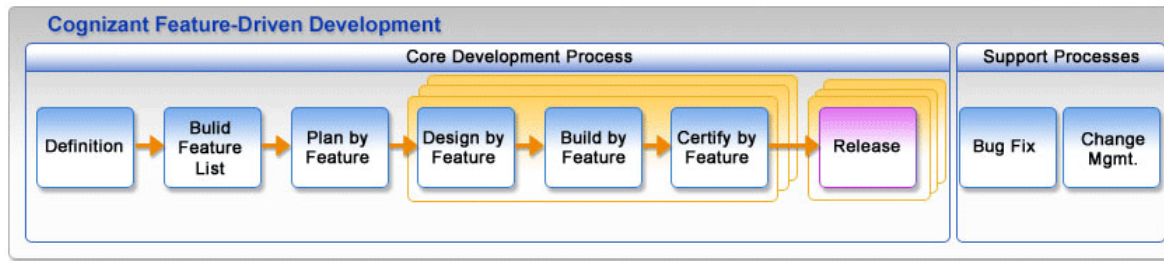 Cognizant Feature-Driven Development
Core Development Process
Support Processes
Definition
Bulid
Feature
List
Plan by
Feature
Design by
Feature
Build by
Feature
Certify by
Feature
Release
Bug Fix
Change
Mgmt.